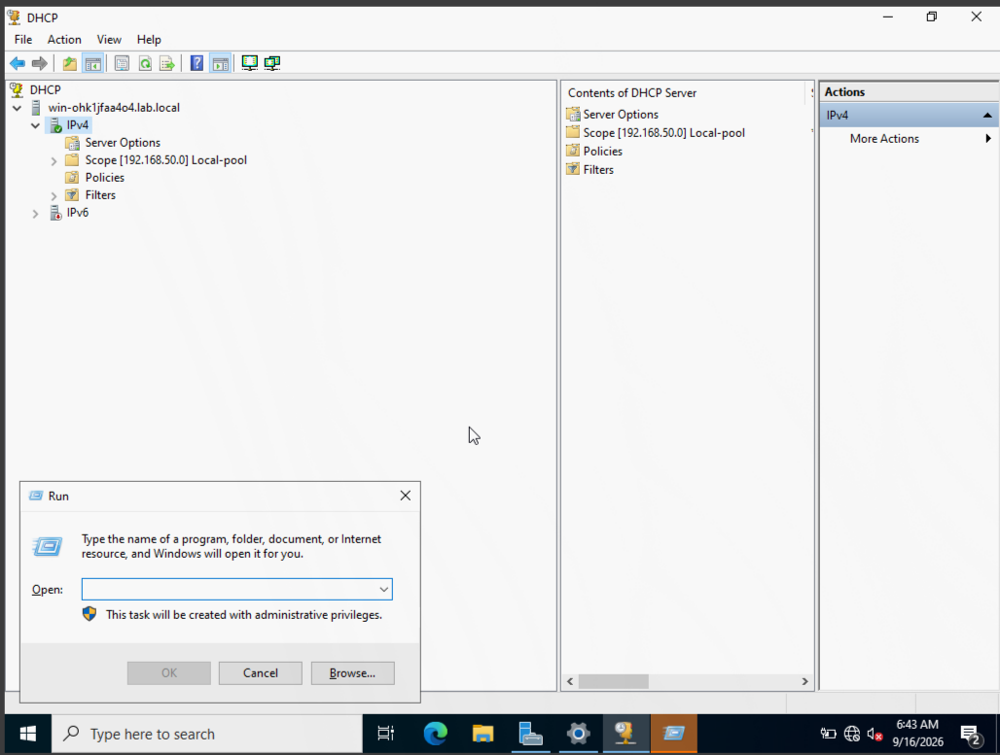 DHCP
File Action View Help
DHCP
win-ohk1jfaa4o4.lab.local
IPv4
Server Options
Scope [192.168.50.0] Local-pool
Policies
Filters
IPv6
Contents of DHCP Server
Server Options
Scope [192.168.50.0] Local-pool
Policies
Filters
Actions
IPv4
More Actions
Run
Type the name of a program, folder, document, or Internet
resource, and Windows will open it for you.
Open:
This task will be created with administrative privileges.
OK Cancel Browse...
Type here to search
6:43 AM
9/16/2026
2